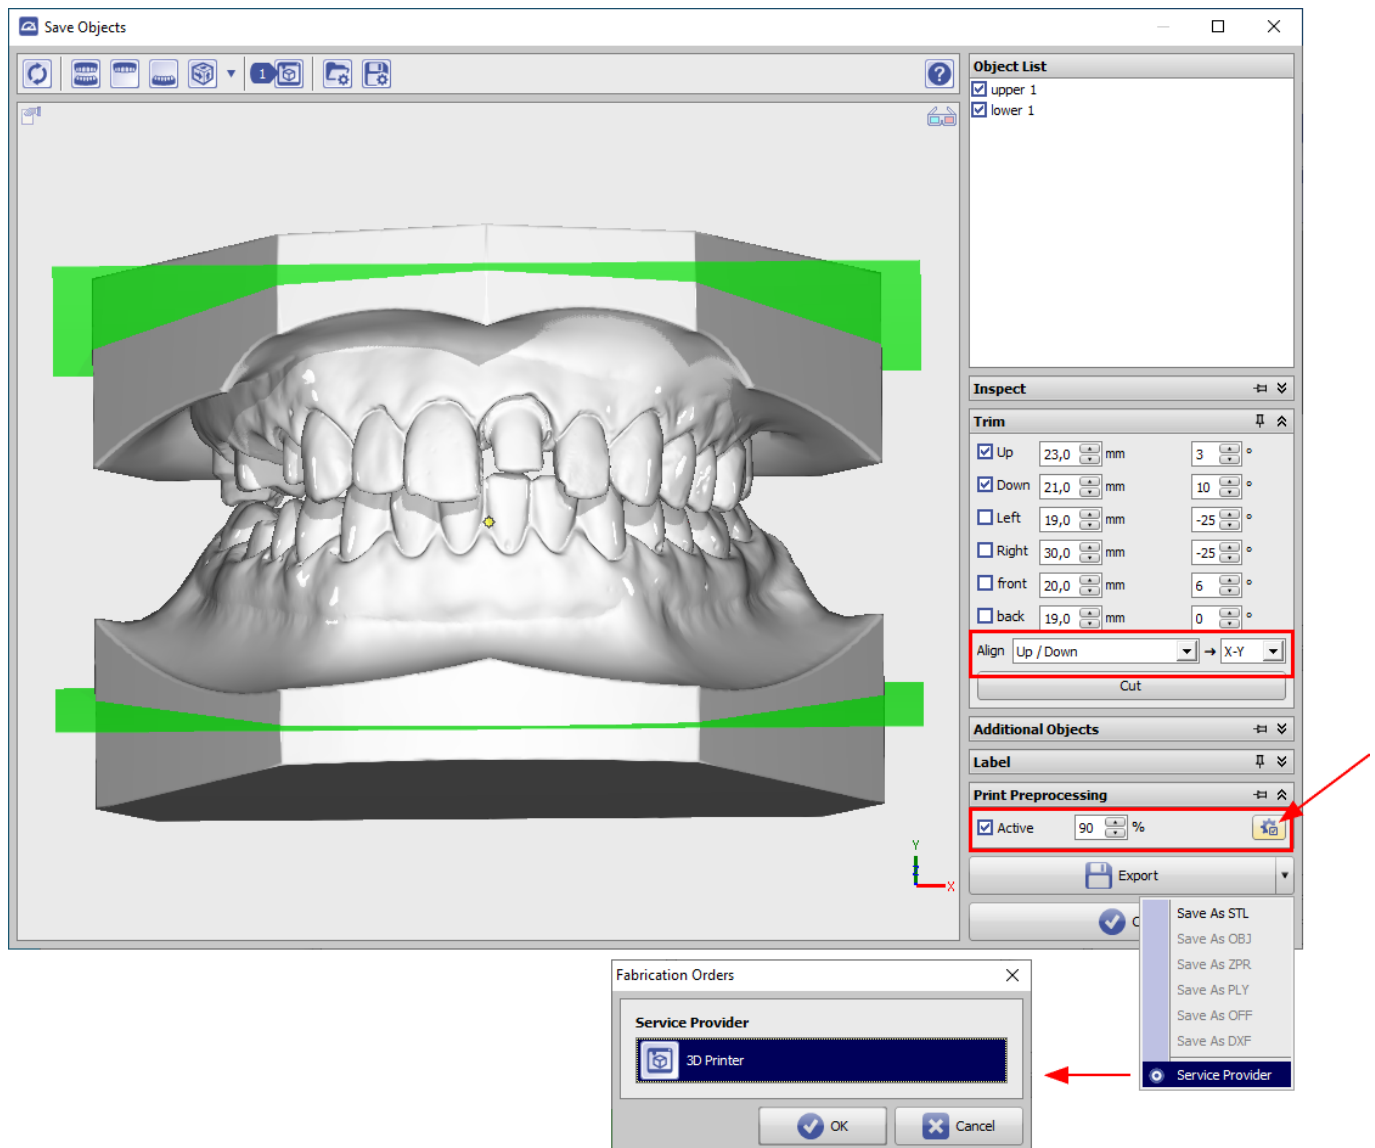 Save Objects
1
Object List
upper 1
lower 1
Inspect
Trim
Up 23,0 mm 3 °
Down 21,0 mm 10 °
Left 19,0 mm -25 °
Right 30,0 mm -25 °
front 20,0 mm 6 °
back 19,0 mm 0 °
Align Up / Down → X-Y
Cut
Additional Objects
Label
Print Preprocessing
Active 90 %
Y
Z
X
Export
Save As STL
Save As OBJ
Save As ZPR
Save As PLY
Save As OFF
Save As DXF
Service Provider
Fabrication Orders
Service Provider
3D Printer
OK
Cancel